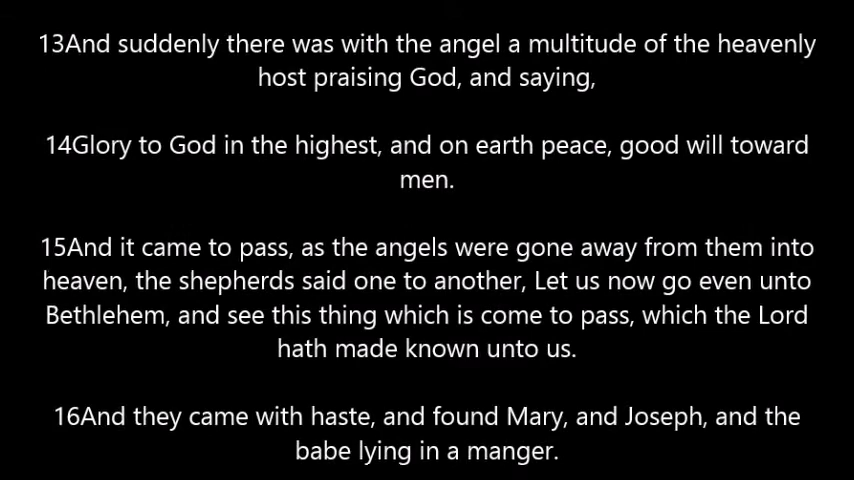 13And suddenly there was with the angel a multitude of the heavenly
host praising God, and saying,
14Glory to God in the highest, and on earth peace, good will toward
men.
15And it came to pass, as the angels were gone away from them into
heaven, the shepherds said one to another, Let us now go even unto
Bethlehem, and see this thing which is come to pass, which the Lord
hath made known unto us.
16And they came with haste, and found Mary, and Joseph, and the
babe lying in a manger.